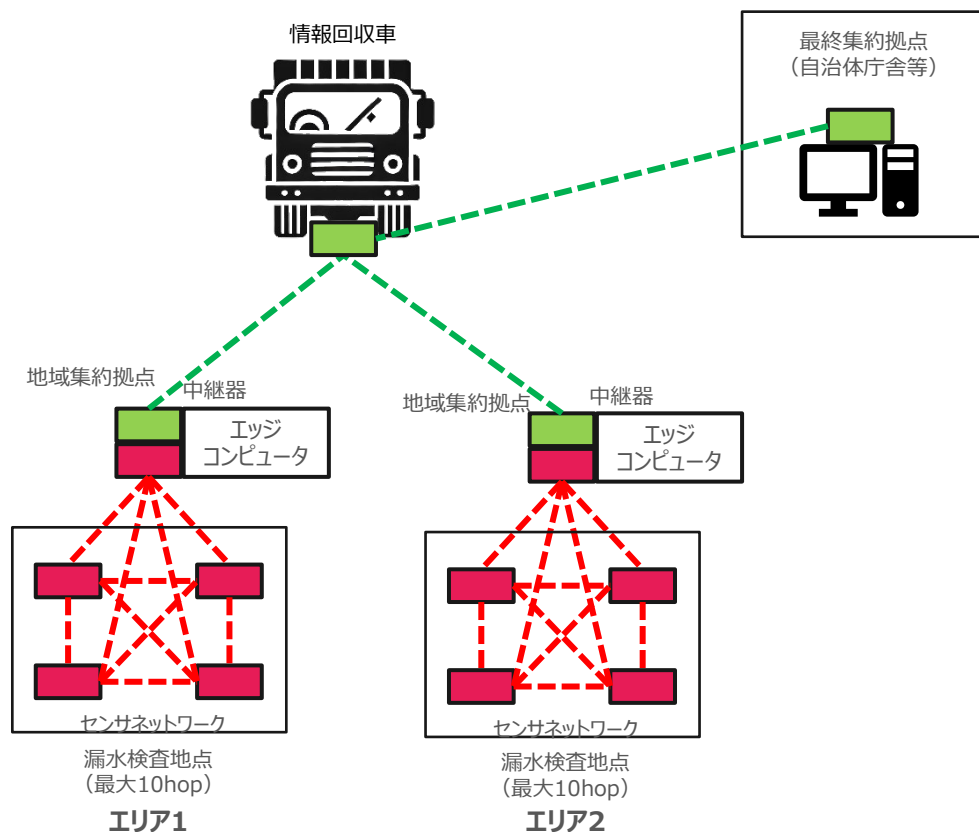 情報回収車
最終集約拠点
（自治体庁舎等）
地域集約拠点
中継器
エッジ
コンピュータ
地域集約拠点
中継器
エッジ
コンピュータ
センサネットワーク
漏水検査地点
（最大10hop）
エリア1
センサネットワーク
漏水検査地点
（最大10hop）
エリア2